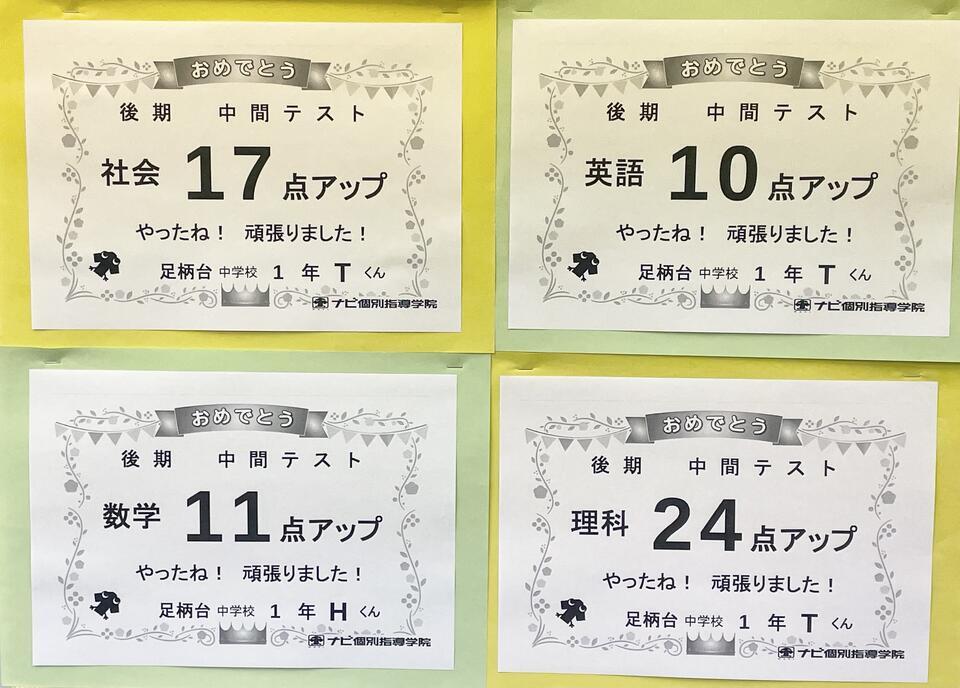 おめでとう
後期 中間テスト
社会 17点アップ
やったね！ 頑張りました！
足柄台 中学校 1 年 T くん
ナビ個別指導学院
おめでとう
後期 中間テスト
英語 10点アップ
やったね！ 頑張りました！
足柄台 中学校 1 年 T くん
ナビ個別指導学院
おめでとう
後期 中間テスト
数学 11点アップ
やったね！ 頑張りました！
足柄台 中学校 1 年 H くん
ナビ個別指導学院
おめでとう
後期 中間テスト
理科 24点アップ
やったね！ 頑張りました！
足柄台 中学校 1 年 T くん
ナビ個別指導学院